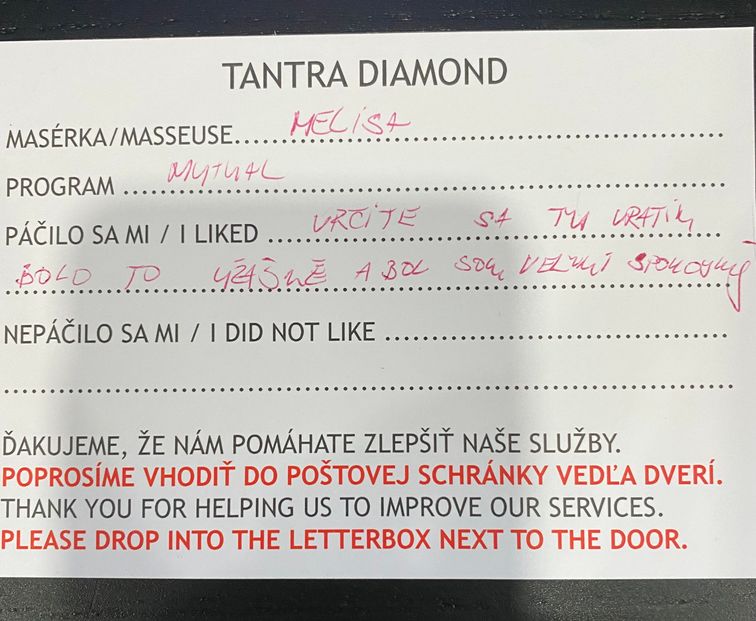 TANTRA DIAMOND
MASÉRKA/MASSEUSE..... MELISA
PROGRAM ..... MUTUAL
PÁČILO SA MI / I LIKED ..... URCITE SA TU VRATIM
BOLO TO ÚŽASNĚ A BOL SOM VELMI SPOKOJNÝ
NEPÁČILO SA MI / I DID NOT LIKE .....
ĎAKUJEME, ŽE NÁM POMÁHATE ZLEPŠIŤ NAŠE SLUŽBY.
POPROSÍME VHODIŤ DO POŠTOVEJ SCHRÁNKY VEDĽA DVERÍ.
THANK YOU FOR HELPING US TO IMPROVE OUR SERVICES.
PLEASE DROP INTO THE LETTERBOX NEXT TO THE DOOR.